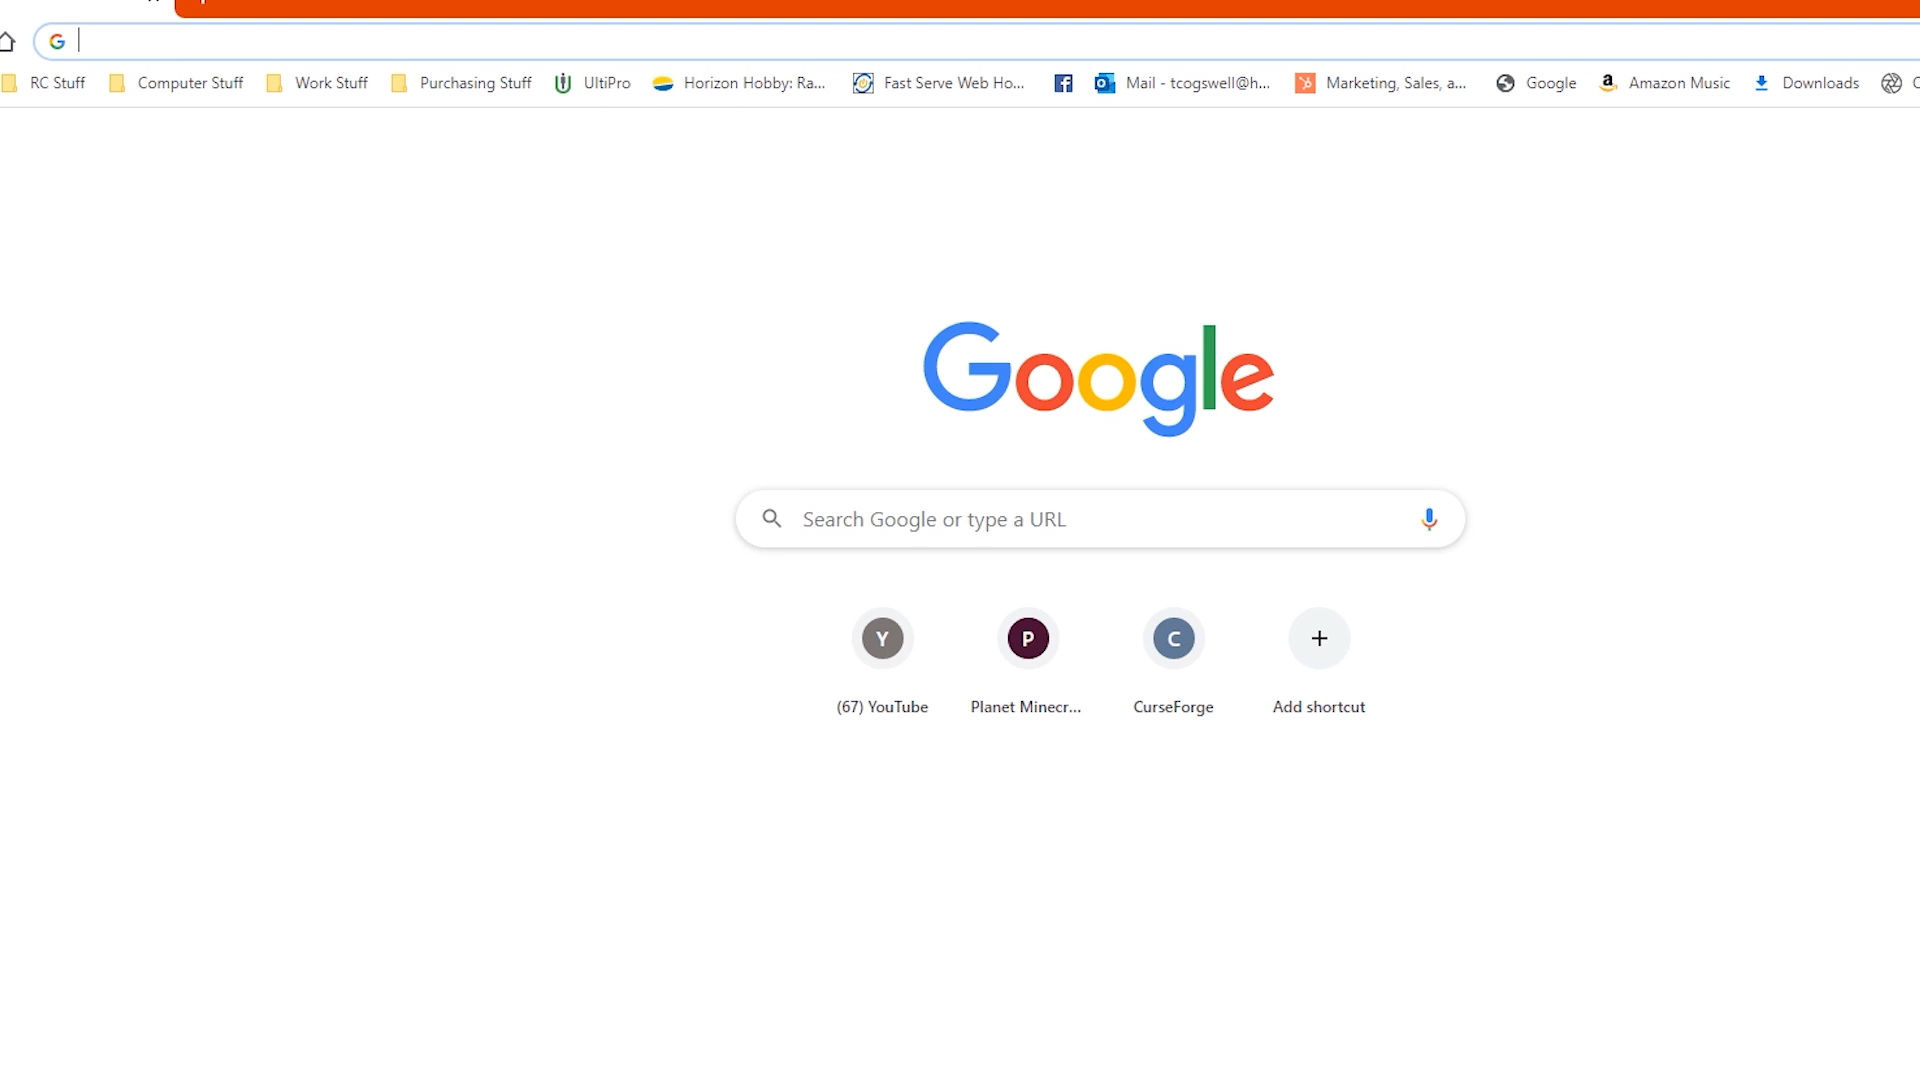 RC Stuff Computer Stuff Work Stuff Purchasing Stuff UltiPro Horizon Hobby: Ra... Fast Serve Web Ho... Mail - tcogswell@h... Marketing, Sales, a... Google Amazon Music Downloads
Google
Search Google or type a URL
Y P C
(67) YouTube Planet Minecr... CurseForge Add shortcut